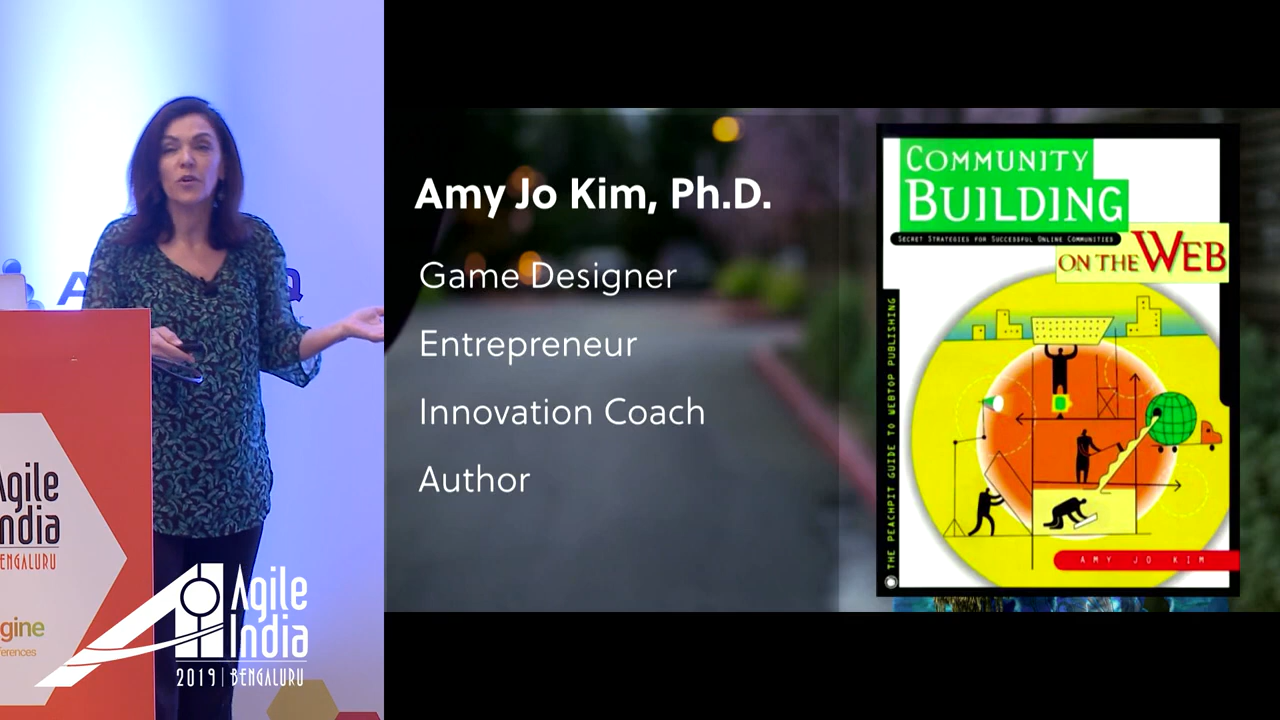 Agile
India
BENGALURU
gine
ferences
Agile
India
2019 | BENGALURU
Amy Jo Kim, Ph.D.
Game Designer
Entrepreneur
Innovation Coach
Author
COMMUNITY
BUILDING
SECRET STRATEGIES FOR SUCCESSFUL ONLINE COMMUNITIES
ON THE WEB
THE PEACHPIT GUIDE TO WEBTOP PUBLISHING
AMY JO KIM